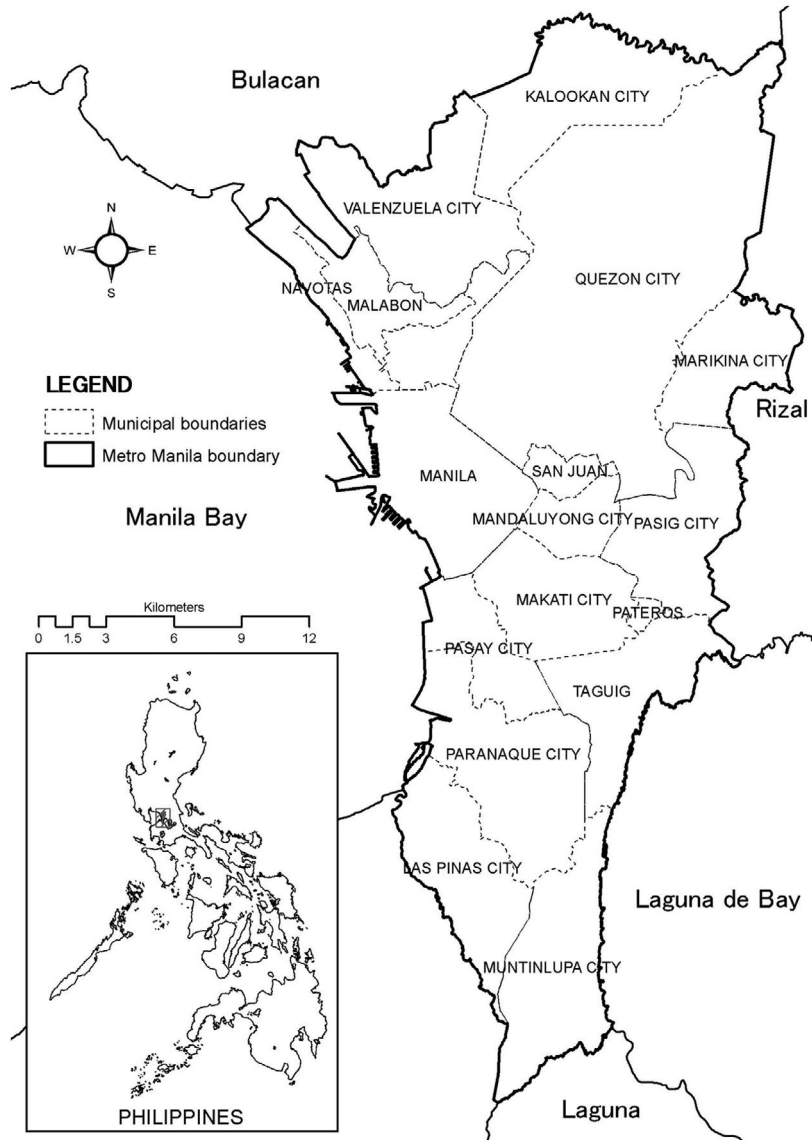 Bulacan
KALOOKAN CITY
N
W E
S
VALENZUELA CITY
QUEZON CITY
NAVOTAS
MALABON
MARIKINA CITY
LEGEND
Municipal boundaries
Metro Manila boundary
Rizal
MANILA
SAN JUAN
Manila Bay
MANDALUYONG CITY
PASIG CITY
Kilometers
0 1.5 3 6 9 12
MAKATI CITY
PATEROS
PASAY CITY
TAGUIG
PARANAQUE CITY
LAS PINAS CITY
Laguna de Bay
MUNTINLUPA CITY
PHILIPPINES
Laguna